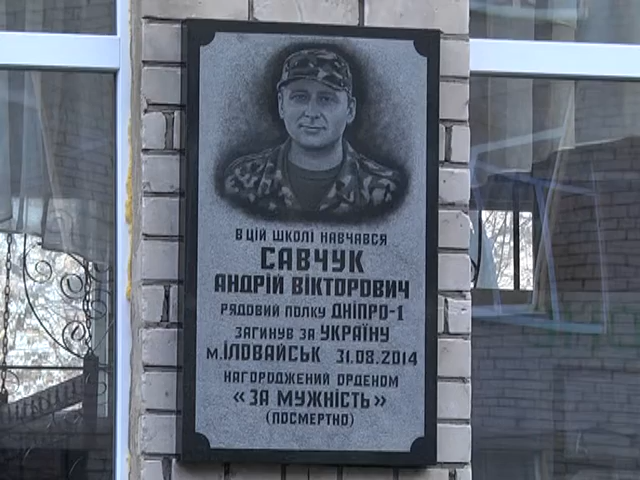 В ЦІЙ ШКОЛІ НАВЧАВСЯ
САВЧУК
АНДРІЙ ВІКТОРОВИЧ
РЯДОВИЙ ПОЛКУ ДНІПРО-1
ЗАГИНУВ ЗА УКРАЇНУ
М.ІЛОВАЙСЬК 31.08.2014
НАГОРОДЖЕНИЙ ОРДЕНОМ
«ЗА МУЖНІСТЬ»
(ПОСМЕРТНО)